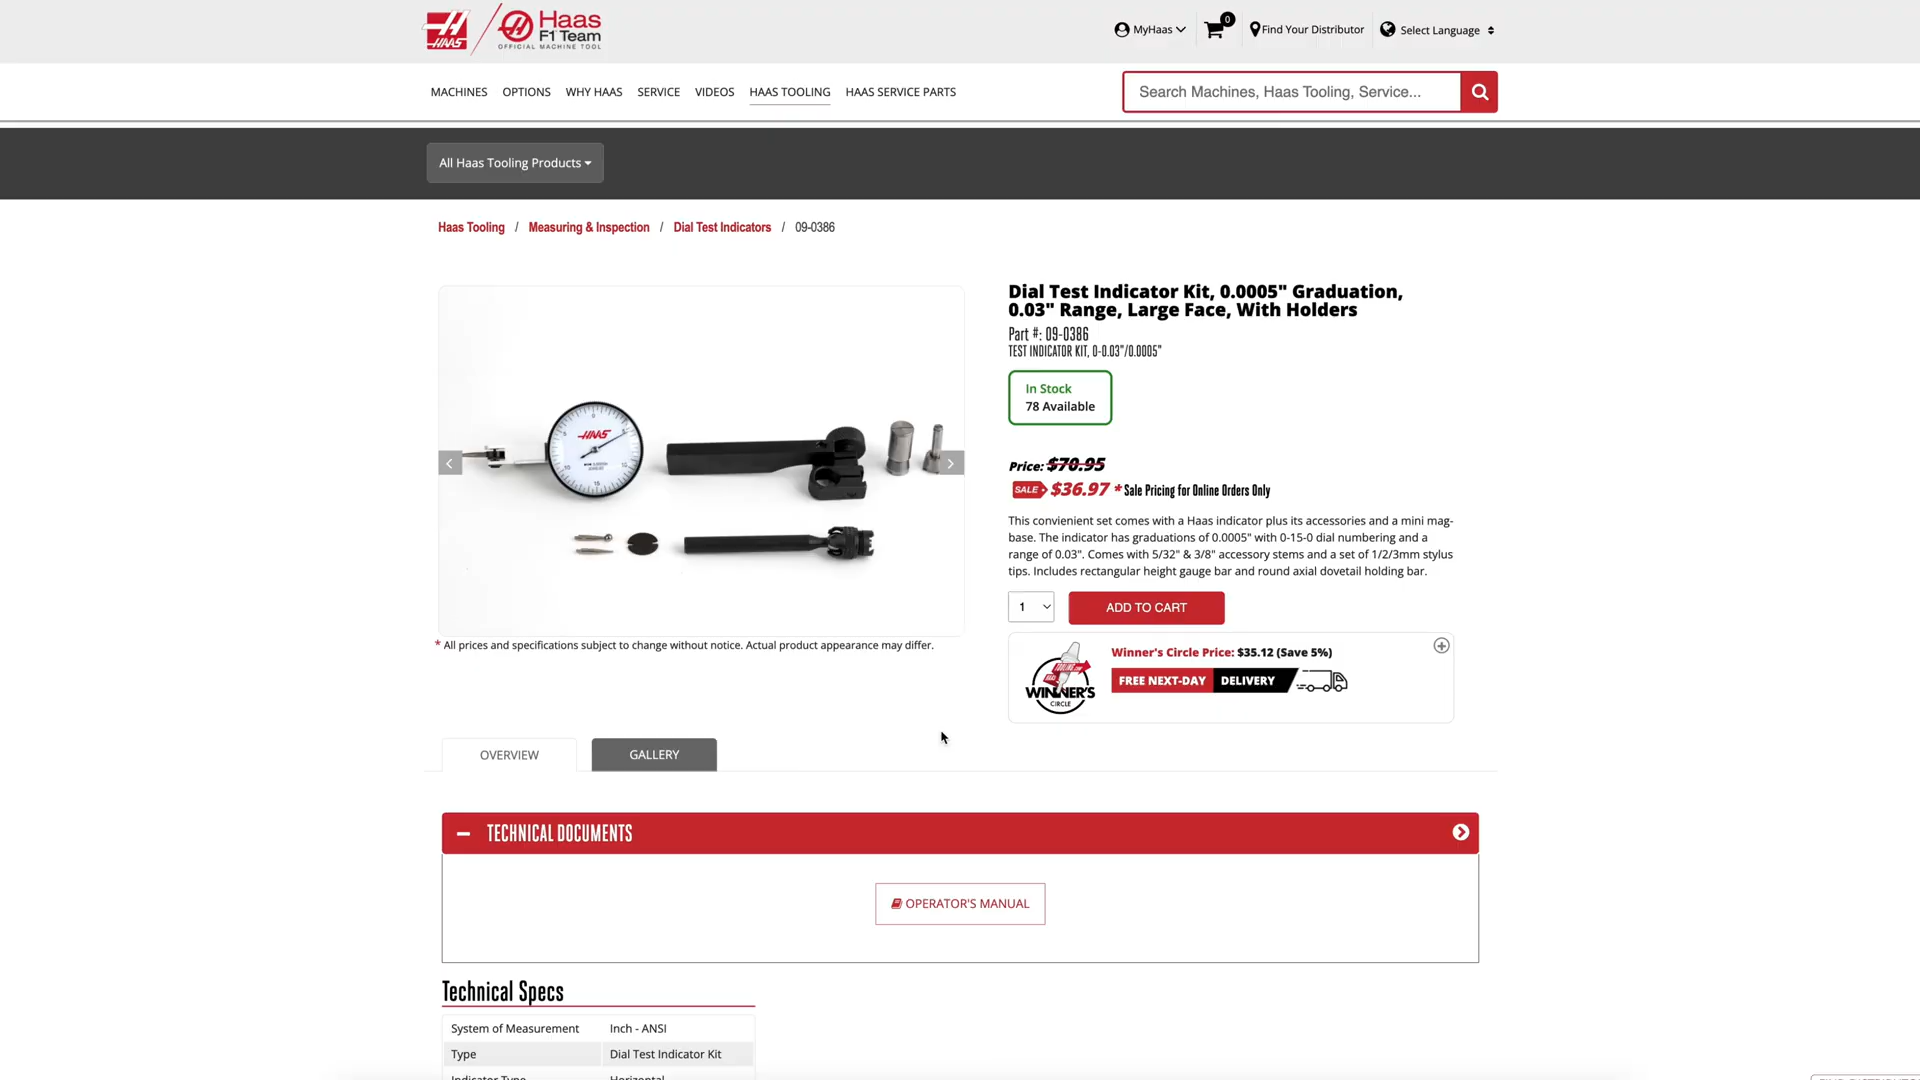 HAAS
Haas
F1 Team
OFFICIAL MACHINE TOOL
MyHaas
0
Find Your Distributor
Select Language
MACHINES
OPTIONS
WHY HAAS
SERVICE
VIDEOS
HAAS TOOLING
HAAS SERVICE PARTS
Search Machines, Haas Tooling, Service...
All Haas Tooling Products
Haas Tooling / Measuring & Inspection / Dial Test Indicators / 09-0386
HAAS
Dial Test Indicator Kit, 0.0005" Graduation,
0.03" Range, Large Face, With Holders
Part #: 09-0386
TEST INDICATOR KIT, 0-0.03"/0.0005"
In Stock
78 Available
Price: $70.95
SALE $36.97 * Sale Pricing for Online Orders Only
This convienient set comes with a Haas indicator plus its accessories and a mini mag-
base. The indicator has graduations of 0.0005" with 0-15-0 dial numbering and a
range of 0.03". Comes with 5/32" & 3/8" accessory stems and a set of 1/2/3mm stylus
tips. Includes rectangular height gauge bar and round axial dovetail holding bar.
1
ADD TO CART
* All prices and specifications subject to change without notice. Actual product appearance may differ.
WINNER'S
CIRCLE
Winner's Circle Price: $35.12 (Save 5%)
FREE NEXT-DAY DELIVERY
OVERVIEW
GALLERY
TECHNICAL DOCUMENTS
OPERATOR'S MANUAL
Technical Specs
System of Measurement Inch - ANSI
Type Dial Test Indicator Kit
Indicator Type Horizontal